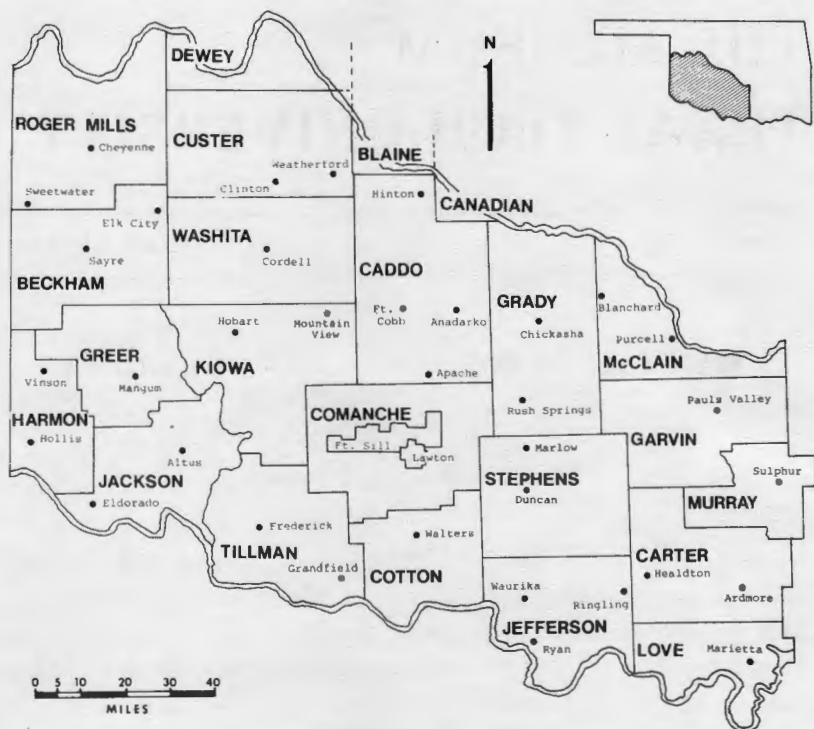 DEWEY
N
ROGER MILLS
Cheyenne
CUSTER
BLAINE
Weatherford
Clinton
Sweetwater
Elk City
Hinton
CANADIAN
WASHITA
Sayre
Cordell
BECKHAM
CADDO
GRADY
Blanchard
Hobart
Mountain
View
Ft.
Cobb
Anadarko
Chickasha
Purcell
GREER
KIOWA
McCLAIN
Vinson
Mangum
Apache
HARMON
COMANCHE
Rush Springs
Pauls Valley
Hollis
Ft. Sill
Lawton
Marlow
GARVIN
Altus
JACKSON
STEPHENS
Sulphur
Eldorado
Duncan
MURRAY
Frederick
Walters
TILLMAN
CARTER
Grandfield
COTTON
Healdton
Waurika
Ringling
Ardmore
JEFFERSON
Ryan
LOVE
Marietta
0 5 10 20 30 40
MILES